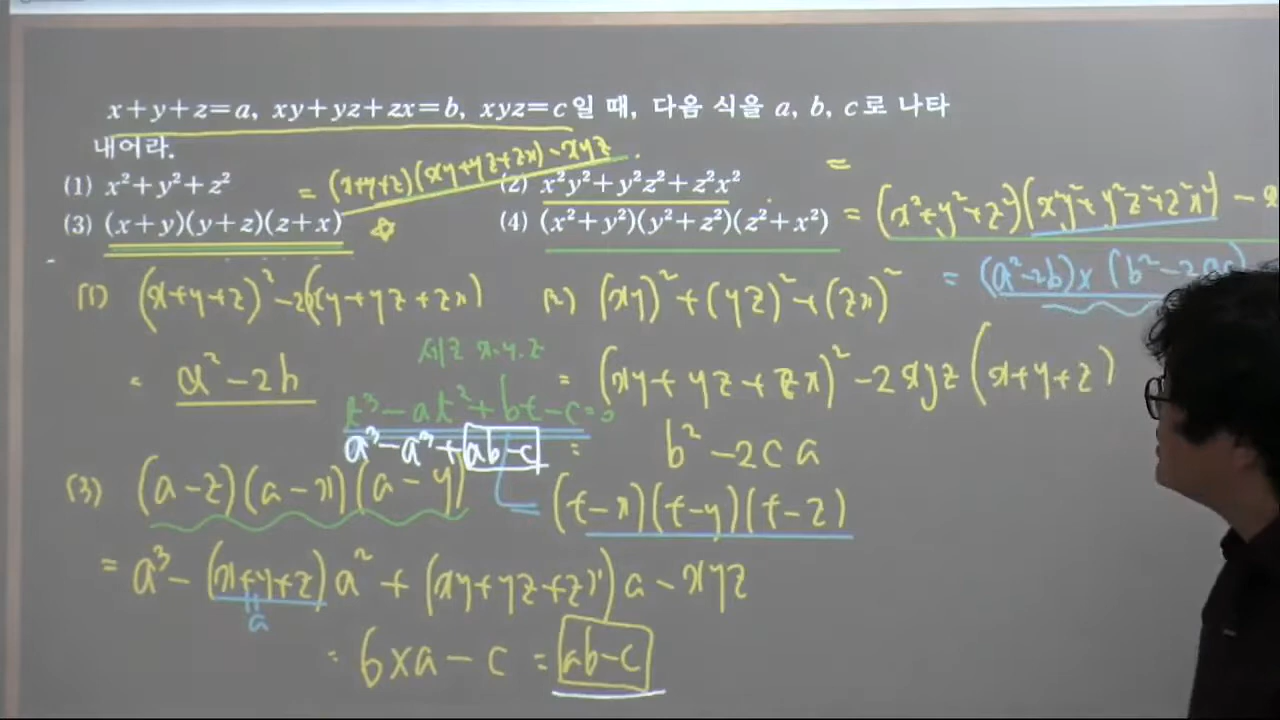 x+y+z=a, xy+yz+zx=b, xyz=c일 때, 다음 식을 a, b, c로 나타
내어라.
(1) x²+y²+z²
= (x+y+z)(xy+yz+zx)-xyz
(2) x²y²+y²z²+z²x²
(3) (x+y)(y+z)(z+x)
(4) (x²+y²)(y²+z²)(z²+x²)
=
= (x²+y²+z²)(x²y²+y²z²+z²x²) -
= (a²-2b)x(b²-2ac)
(1) (x+y+z)²-2(xy+yz+zx)
= a²-2b
(2) (xy)²+(yz)²+(zx)²
= (xy+yz+zx)²-2xyz(x+y+z)
= b²-2ca
세근 x.y.z
t³-at²+bt-c=0
a³-a³+ab-c
(3) (a-z)(a-x)(a-y)
(t-x)(t-y)(t-z)
= a³-(x+y+z)a²+(xy+yz+zx)a-xyz
a
= bxa-c = ab-c